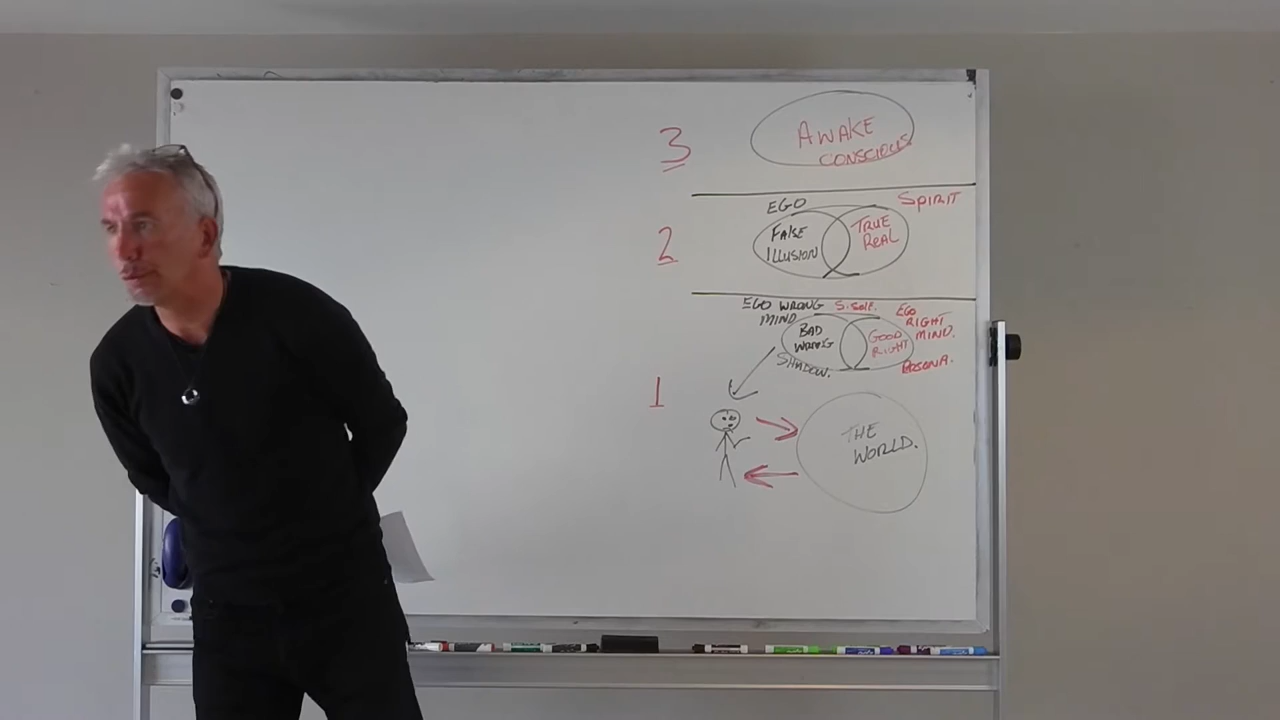 3
AWAKE
CONSCIOUS
2
EGO
SPIRIT
FALSE
ILLUSION
TRUE
REAL
1
EGO WRONG
MIND
S. SELF.
EGO
RIGHT
MIND.
BAD
WRONG
GOOD
RIGHT
SHADOW.
PERSONA.
THE
WORLD.